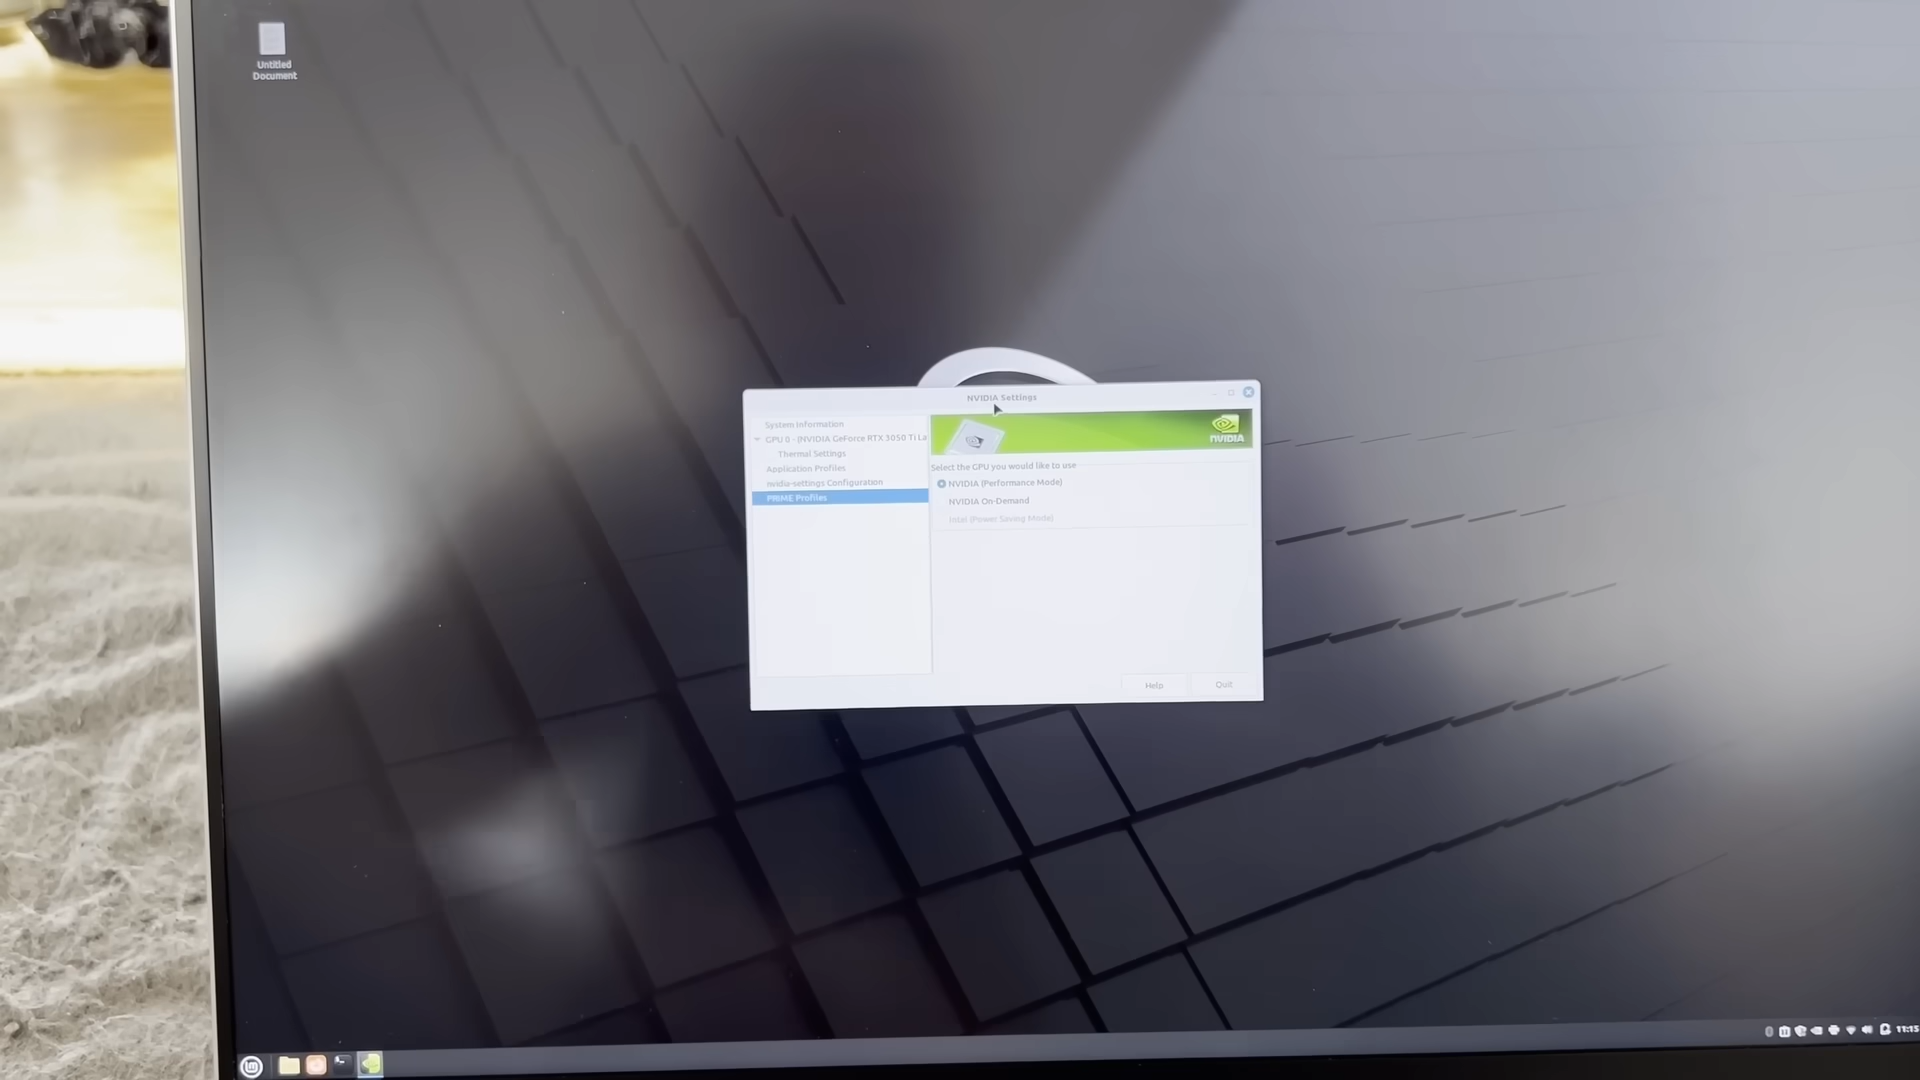 Untitled
Document
NVIDIA Settings
System Information
GPU 0 - (NVIDIA GeForce RTX 3050 Ti La
Thermal Settings
Application Profiles
nvidia-settings Configuration
PRIME Profiles
NVIDIA
Select the GPU you would like to use
NVIDIA (Performance Mode)
NVIDIA On-Demand
Intel (Power Saving Mode)
Help
Quit
11:15